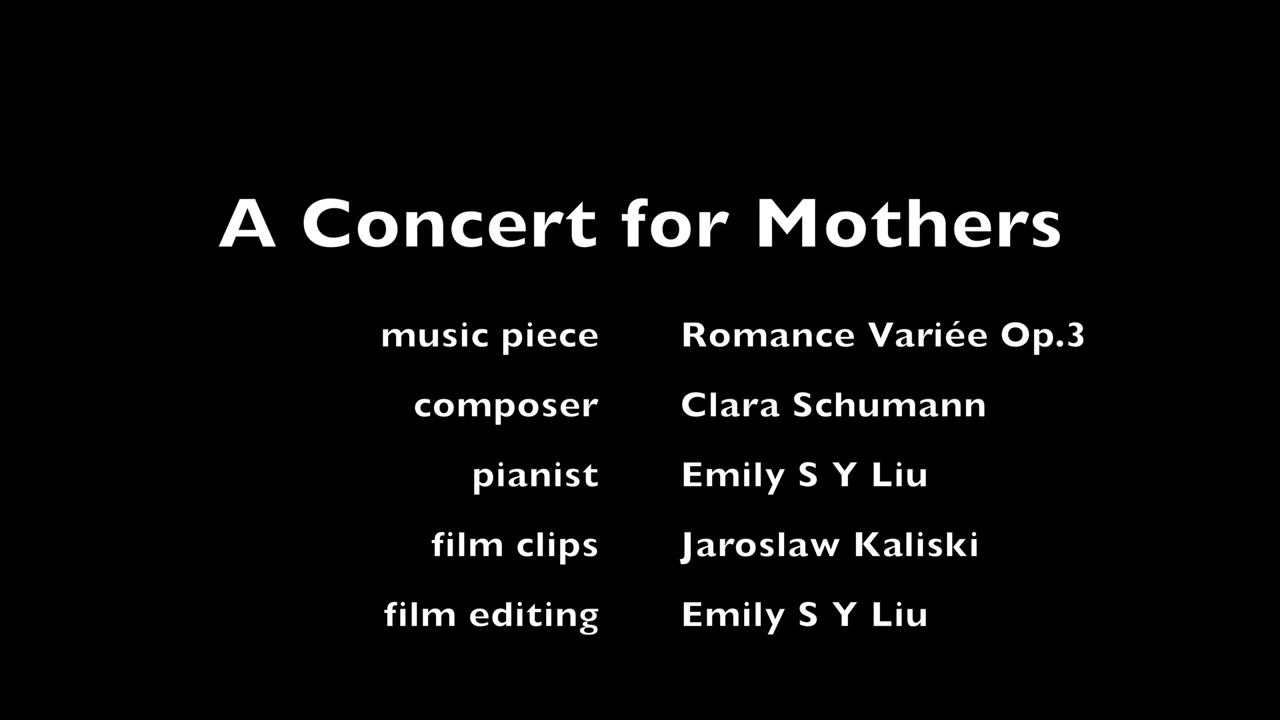 A Concert for Mothers
music piece Romance Variée Op.3
composer Clara Schumann
pianist Emily S Y Liu
film clips Jaroslaw Kaliski
film editing Emily S Y Liu